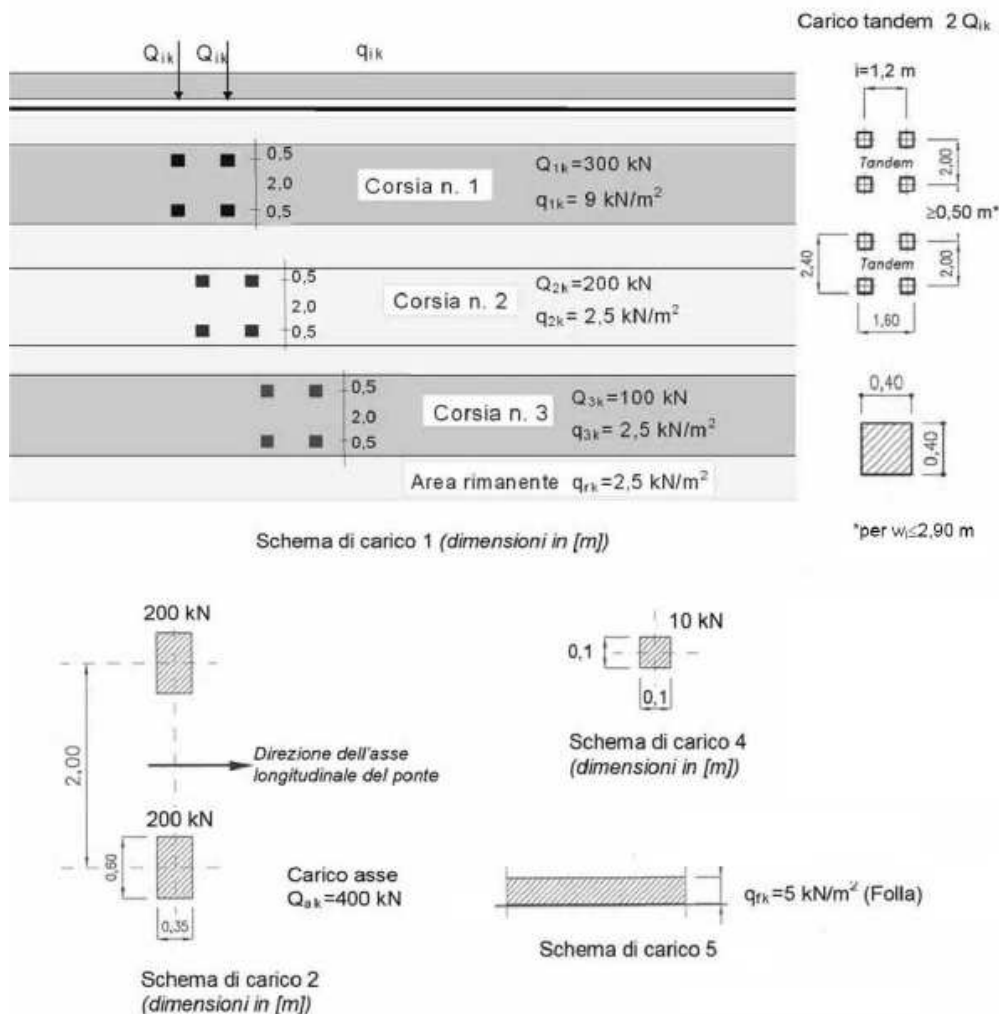 Carico tandem 2 Qik
Qik Qik qik
i=1,2 m
0,5
2,0
0,5
Corsia n. 1
Q1k=300 kN
q1k= 9 kN/m²
Tandem
2,00
≥0,50 m*
Tandem
2,00
2,40
1,60
0,5
2,0
0,5
Corsia n. 2
Q2k=200 kN
q2k= 2,5 kN/m²
0,5
2,0
0,5
Corsia n. 3
Q3k=100 kN
q3k= 2,5 kN/m²
0,40
0,40
Area rimanente qrk=2,5 kN/m²
Schema di carico 1 (dimensioni in [m])
*per wl≤2,90 m
200 kN
2,00
Direzione dell'asse
longitudinale del ponte
200 kN
0,60
0,35
Carico asse
Qak=400 kN
Schema di carico 2
(dimensioni in [m])
10 kN
0,1
0,1
Schema di carico 4
(dimensioni in [m])
qfk=5 kN/m² (Folla)
Schema di carico 5